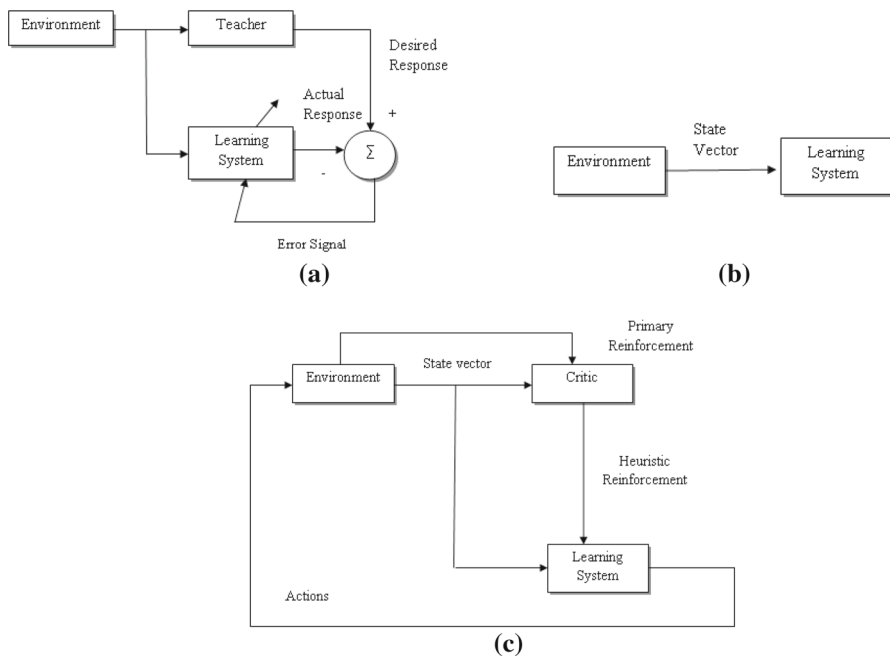 Environment
Teacher
Desired
Response
Actual
Response
+
Learning
System
Σ
-
Error Signal
(a)
State
Vector
Environment
Learning
System
(b)
Primary
Reinforcement
State vector
Environment
Critic
Heuristic
Reinforcement
Learning
System
Actions
(c)